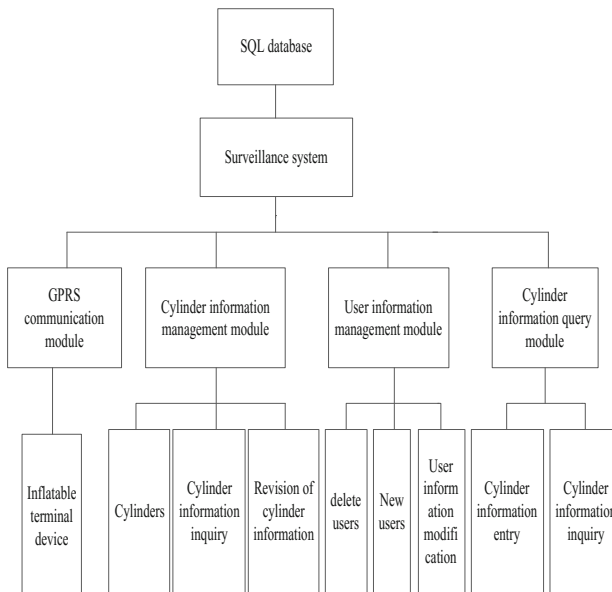 SQL database
Surveillance system
GPRS
communication
module
Cylinder information
management module
User information
management module
Cylinder
information query
module
Inflatable
terminal
device
Cylinders
Cylinder
information
inquiry
Revision of
cylinder
information
delete
users
New
users
User
inform
ation
modifi
cation
Cylinder
information
entry
Cylinder
information
inquiry